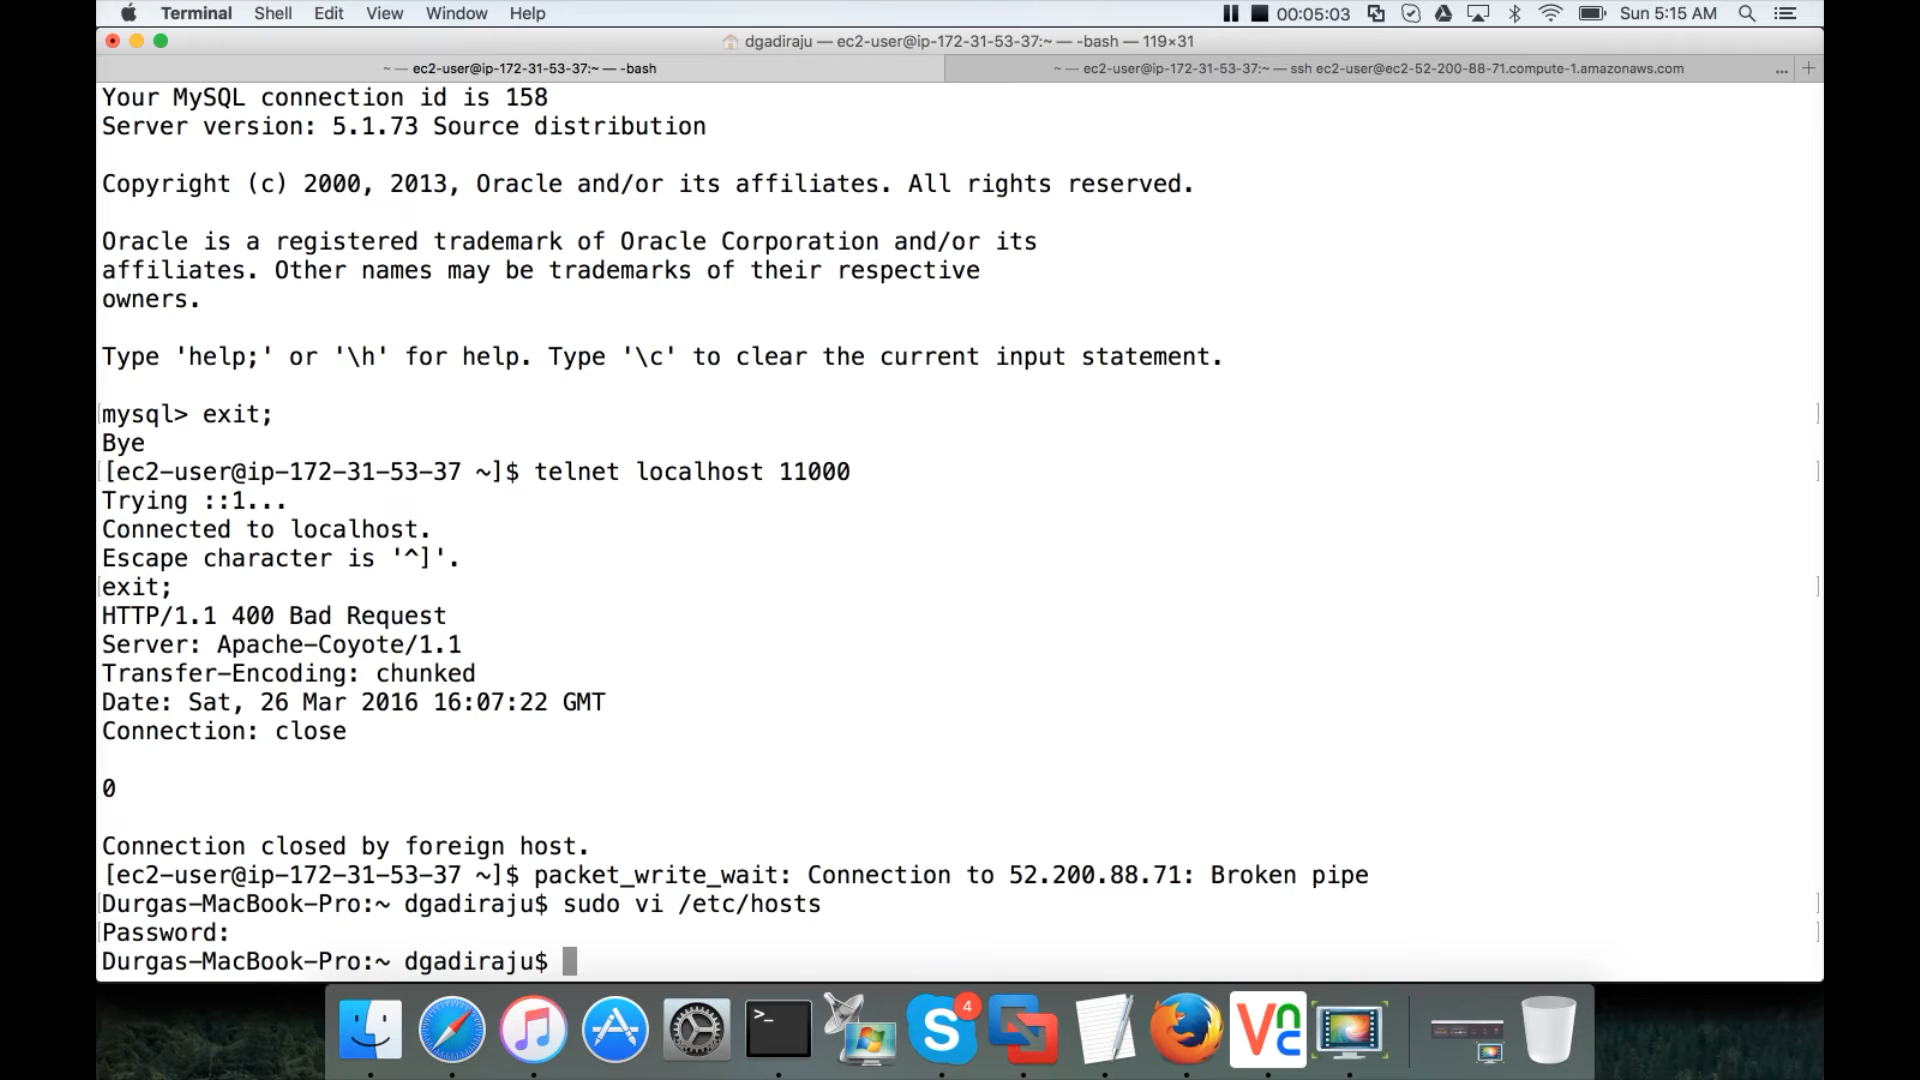 Terminal Shell Edit View Window Help 00:05:03 Sun 5:15 AM
dgadiraju — ec2-user@ip-172-31-53-37:~ — -bash — 119×31
~ — ec2-user@ip-172-31-53-37:~ — -bash
~ — ec2-user@ip-172-31-53-37:~ — ssh ec2-user@ec2-52-200-88-71.compute-1.amazonaws.com ... +
Your MySQL connection id is 158
Server version: 5.1.73 Source distribution
Copyright (c) 2000, 2013, Oracle and/or its affiliates. All rights reserved.
Oracle is a registered trademark of Oracle Corporation and/or its
affiliates. Other names may be trademarks of their respective
owners.
Type 'help;' or '\h' for help. Type '\c' to clear the current input statement.
mysql> exit;
Bye
[ec2-user@ip-172-31-53-37 ~]$ telnet localhost 11000
Trying ::1...
Connected to localhost.
Escape character is '^]'.
exit;
HTTP/1.1 400 Bad Request
Server: Apache-Coyote/1.1
Transfer-Encoding: chunked
Date: Sat, 26 Mar 2016 16:07:22 GMT
Connection: close
0
Connection closed by foreign host.
[ec2-user@ip-172-31-53-37 ~]$ packet_write_wait: Connection to 52.200.88.71: Broken pipe
Durgas-MacBook-Pro:~ dgadiraju$ sudo vi /etc/hosts
Password:
Durgas-MacBook-Pro:~ dgadiraju$
>_
S 4
Vnc